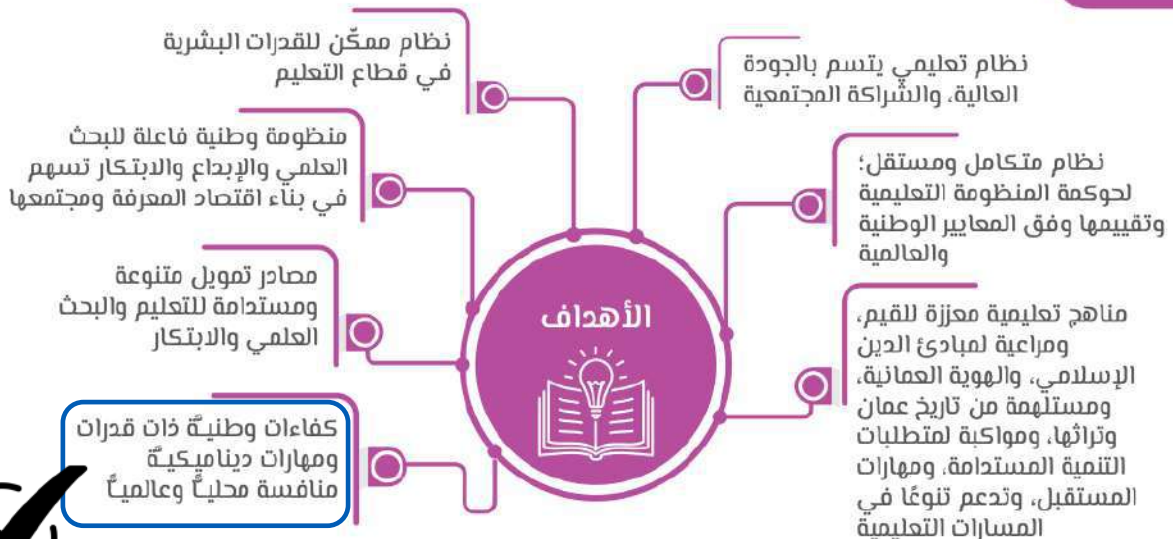 نظام تعليمي يتسم بالجودة
العالية، والشراكة المجتمعية
نظام متكامل ومستقل؛
لحوكمة المنظومة التعليمية
وتقييمها وفق المعايير الوطنية
والعالمية
مناهج تعليمية معززة للقيم،
ومراعية لمبادئ الدين
الإسلامي، والهوية العمانية،
ومستلهمة من تاريخ عمان
وتراثها، ومواكبة لمتطلبات
التنمية المستدامة، ومهارات
المستقبل، وتدعم تنوعًا في
المسارات التعليمية
الأهداف
نظام ممكّن للقدرات البشرية
في قطاع التعليم
منظومة وطنية فاعلة للبحث
العلمي والإبداع والابتكار تسهم
في بناء اقتصاد المعرفة ومجتمعها
مصادر تمويل متنوعة
ومستدامة للتعليم والبحث
العلمي والابتكار
كفاءات وطنيةً ذات قدرات
ومهارات ديناميكيةً
منافسة محلياً وعالمياً